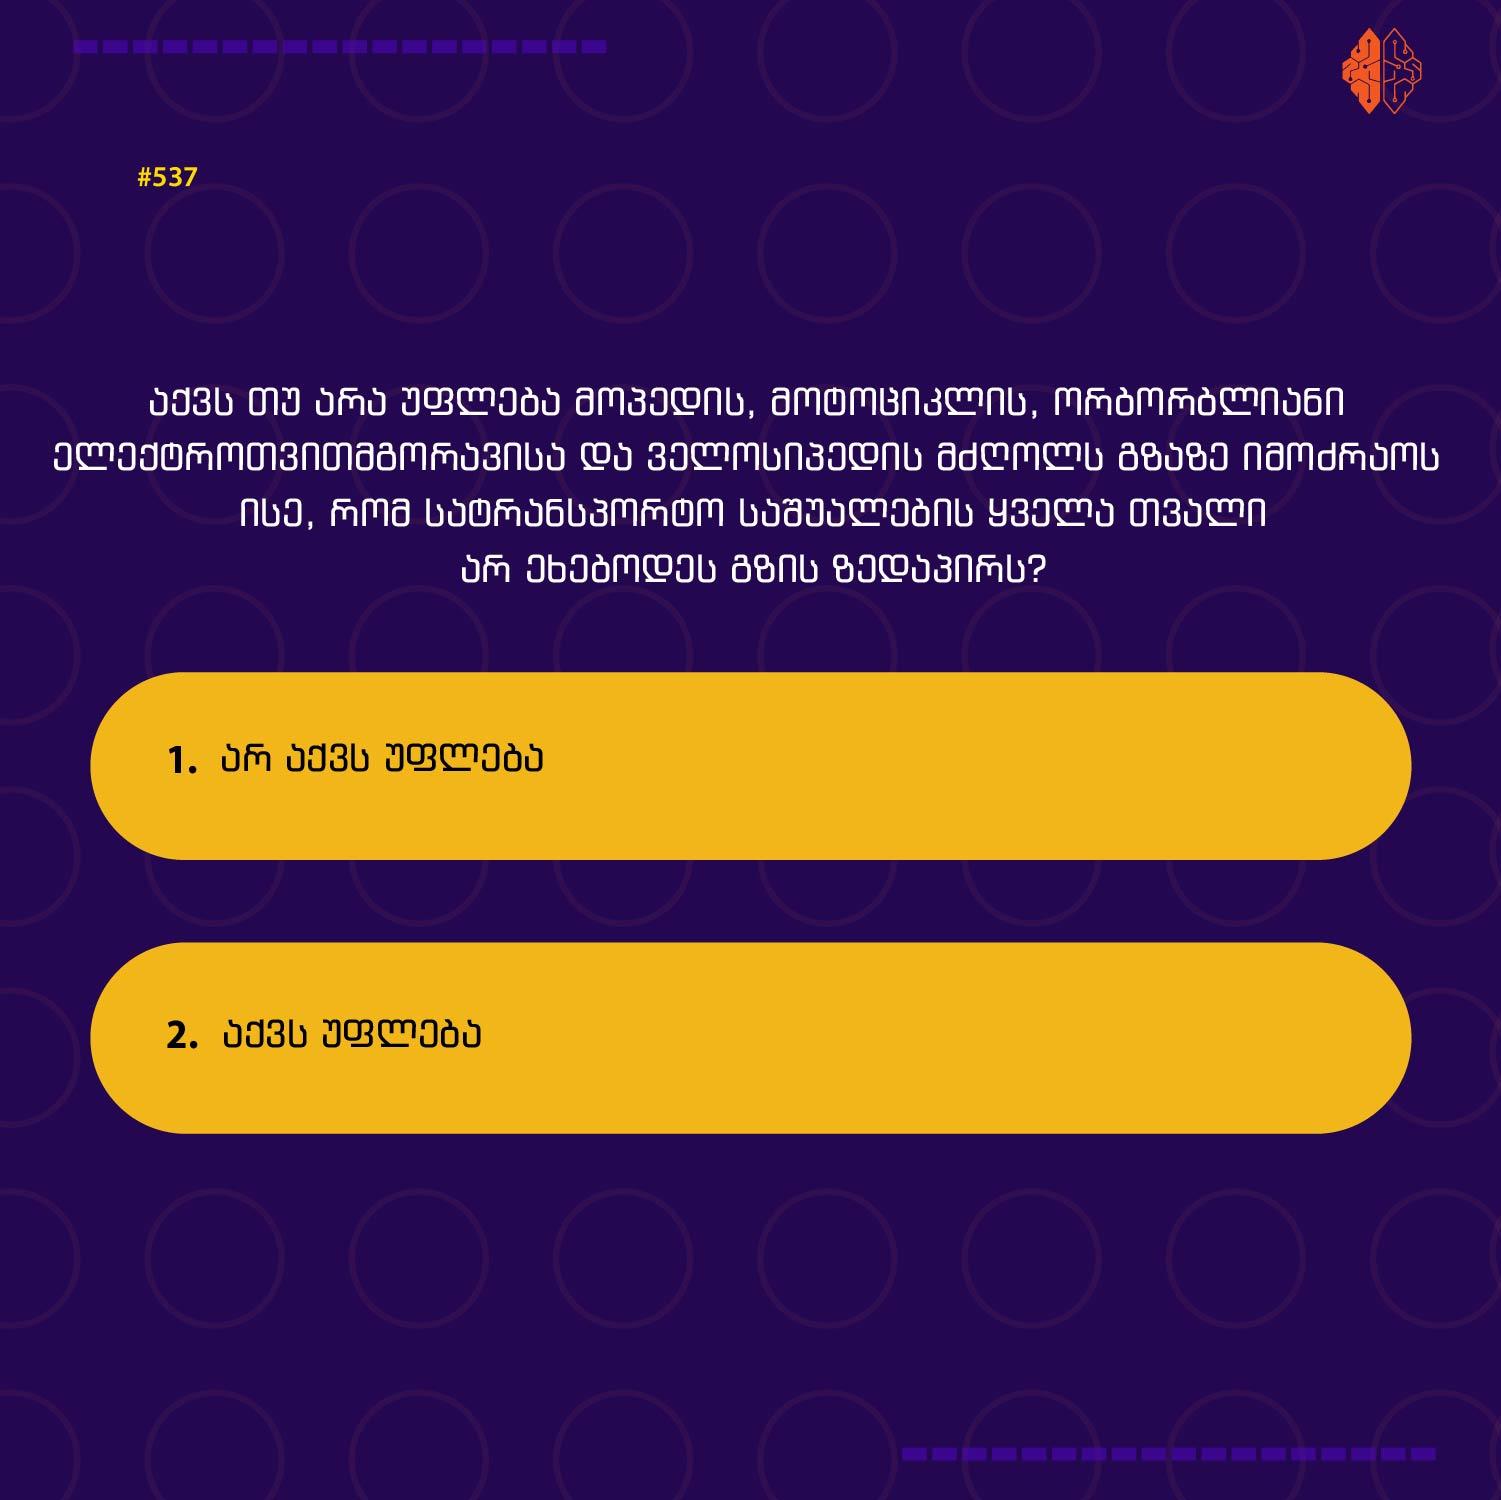 #537
აქვს თუ არა უფლება მოპედის, მოტოციკლის, ორბორბლიანი
ელექტროთვითმგორავისა და ველოსიპედის მძღოლს გზაზე იმოძრაოს
ისე, რომ სატრანსპორტო საშუალების ყველა თვალი
არ ეხებოდეს გზის ზედაპირს?
1. არ აქვს უფლება
2. აქვს უფლება